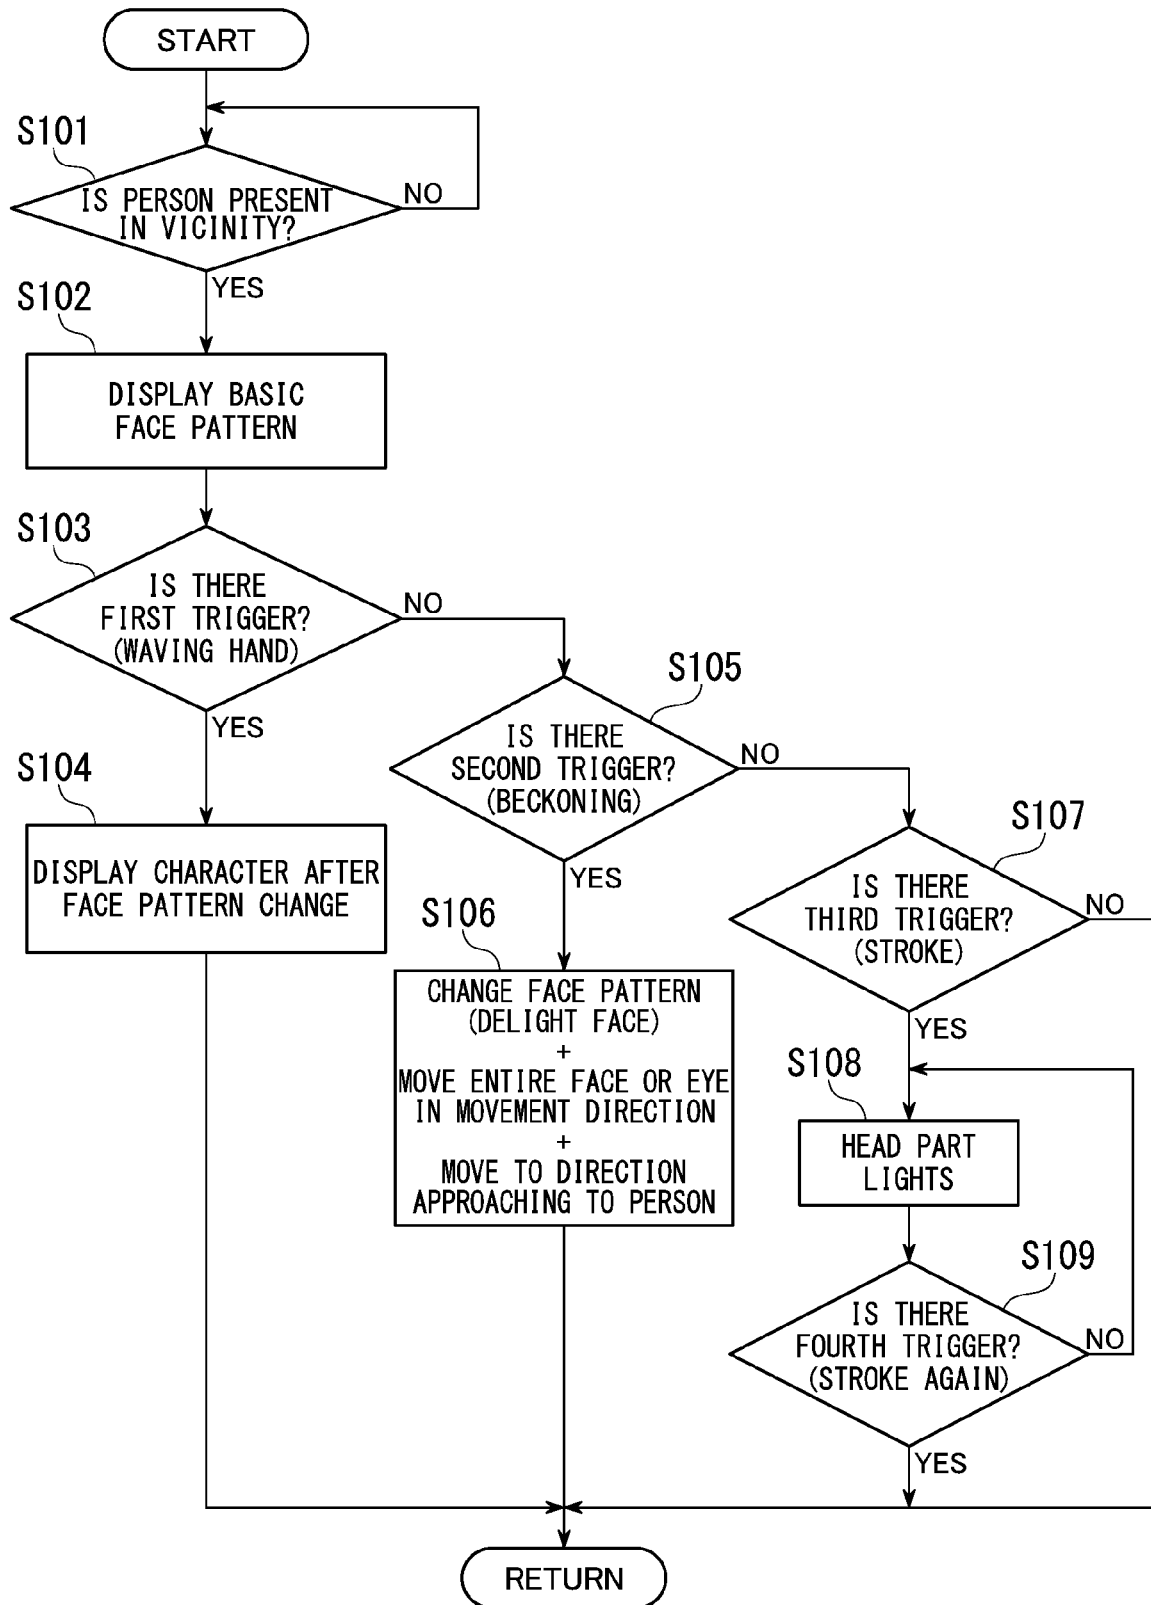 START
S101
IS PERSON PRESENT
IN VICINITY?
NO
YES
S102
DISPLAY BASIC
FACE PATTERN
S103
IS THERE
FIRST TRIGGER?
(WAVING HAND)
NO
YES
S104
DISPLAY CHARACTER AFTER
FACE PATTERN CHANGE
S105
IS THERE
SECOND TRIGGER?
(BECKONING)
NO
YES
S106
CHANGE FACE PATTERN
(DELIGHT FACE)
+
MOVE ENTIRE FACE OR EYE
IN MOVEMENT DIRECTION
+
MOVE TO DIRECTION
APPROACHING TO PERSON
S107
IS THERE
THIRD TRIGGER?
(STROKE)
NO
YES
S108
HEAD PART
LIGHTS
S109
IS THERE
FOURTH TRIGGER?
(STROKE AGAIN)
NO
YES
RETURN